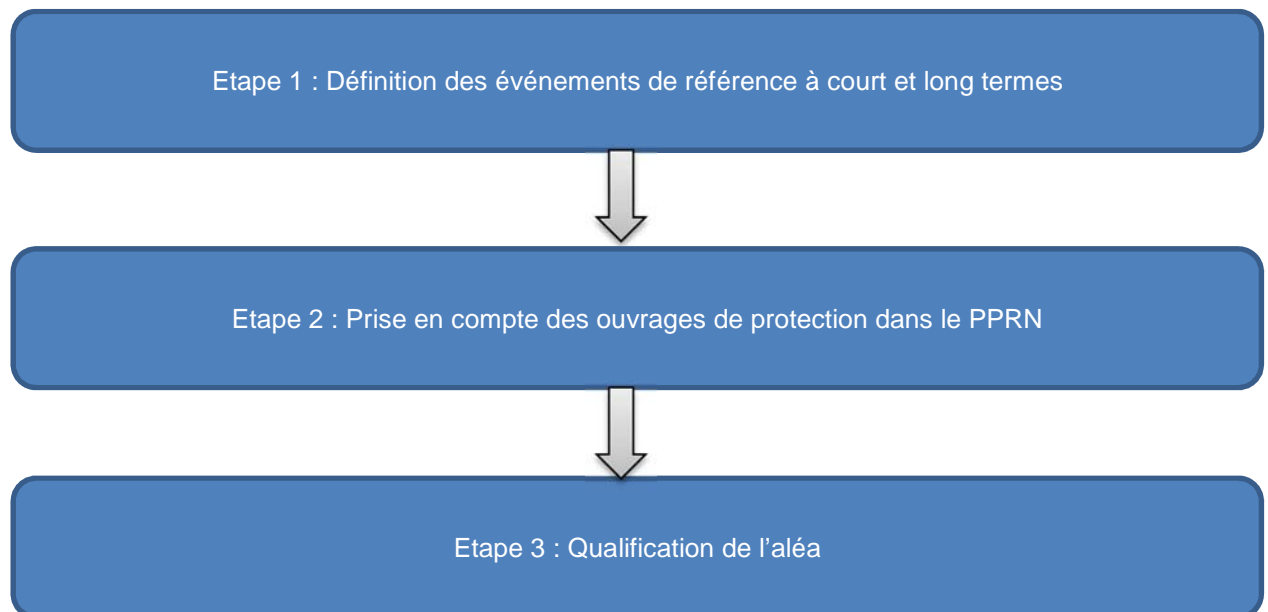 Etape 1 : Définition des événements de référence à court et long termes
Etape 2 : Prise en compte des ouvrages de protection dans le PPRN
Etape 3 : Qualification de l’aléa